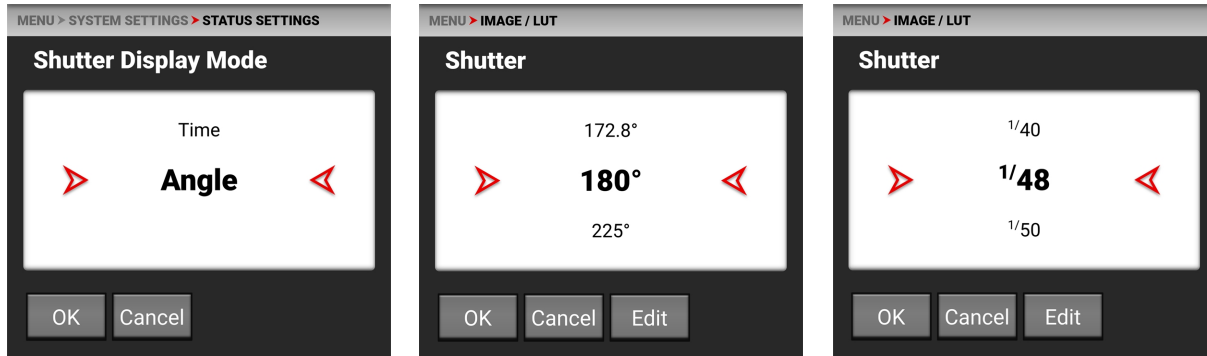 MENU > SYSTEM SETTINGS > STATUS SETTINGS
Shutter Display Mode
Time
Angle
OK
Cancel
MENU > IMAGE / LUT
Shutter
172.8°
180°
225°
OK
Cancel
Edit
MENU > IMAGE / LUT
Shutter
1/40
1/48
1/50
OK
Cancel
Edit